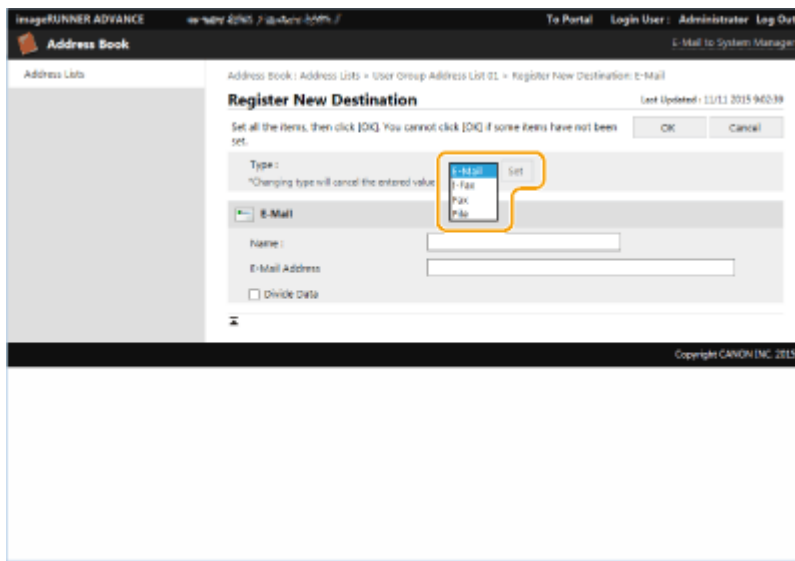 imageRUNNER ADVANCE To Portal Login User : Administrator Log Out
Address Book E-Mail to System Manager
Address Lists
Address Book : Address Lists > User Group Address List 01 > Register New Destination: E-Mail
Register New Destination Last Updated : 11/11 2015 9:02:39
Set all the items, then click [OK]. You cannot click [OK] if some items have not been
set.
OK Cancel
Type :
*Changing type will cancel the entered value
E-Mail Set
I-Fax
Fax
File
E-Mail
Name :
E-Mail Address
Divide Data
Copyright CANON INC. 2015